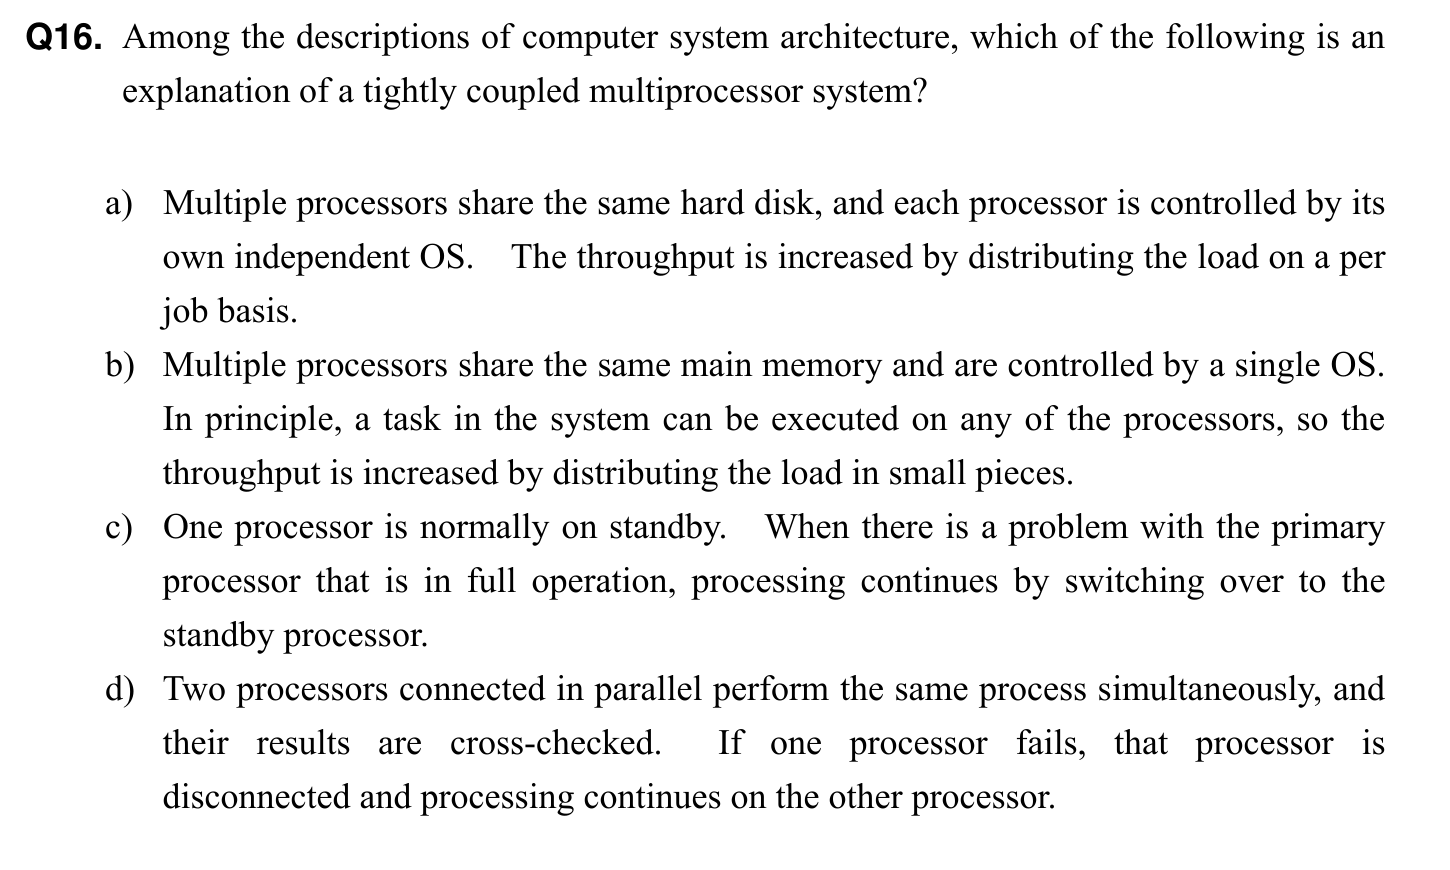 Q16. Among the descriptions of computer system architecture, which of the following is an
explanation of a tightly coupled multiprocessor system?
a) Multiple processors share the same hard disk, and each processor is controlled by its
own independent OS. The throughput is increased by distributing the load on a per
job basis.
b) Multiple processors share the same main memory and are controlled by a single OS.
In principle, a task in the system can be executed on any of the processors, so the
throughput is increased by distributing the load in small pieces.
c) One processor is normally on standby. When there is a problem with the primary
processor that is in full operation, processing continues by switching over to the
standby processor.
d) Two processors connected in parallel perform the same process simultaneously, and
their results are cross-checked. If one processor fails, that processor is
disconnected and processing continues on the other processor.